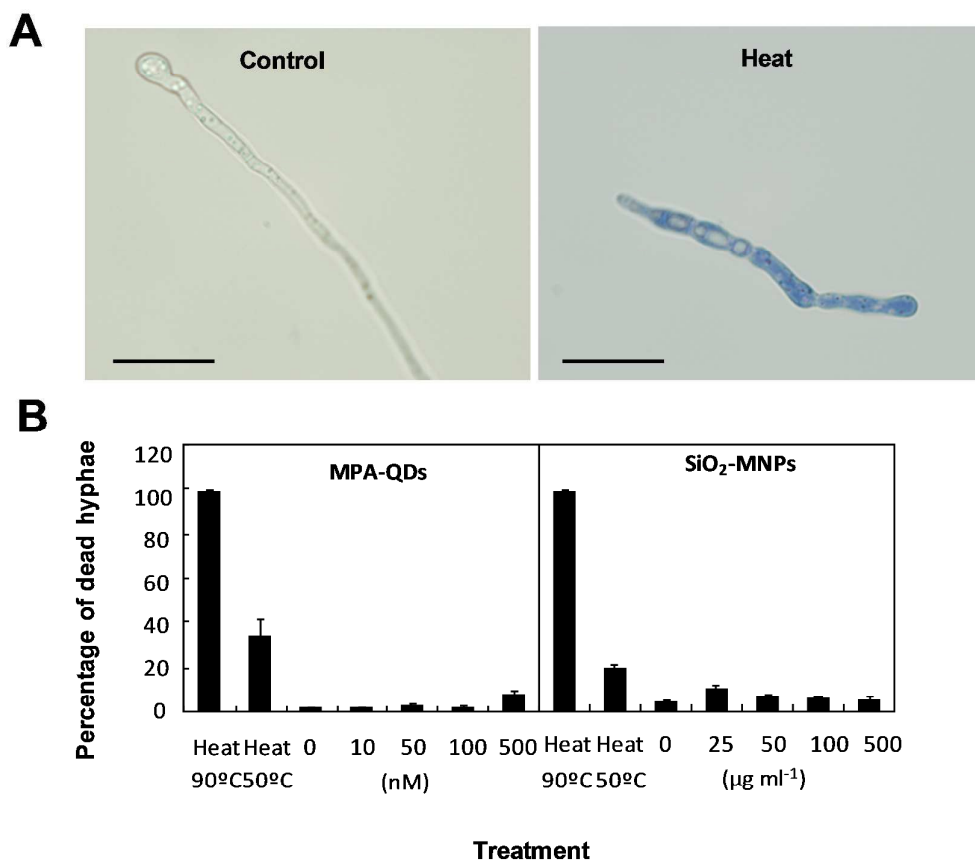 A
Control
Heat
B
Percentage of dead hyphae
120
100
80
60
40
20
0
MPA-QDs
SiO₂-MNPs
Heat Heat 0 10 50 100 500 Heat Heat 0 25 50 100 500
90ºC 50ºC (nM) 90ºC 50ºC (µg ml⁻¹)
Treatment